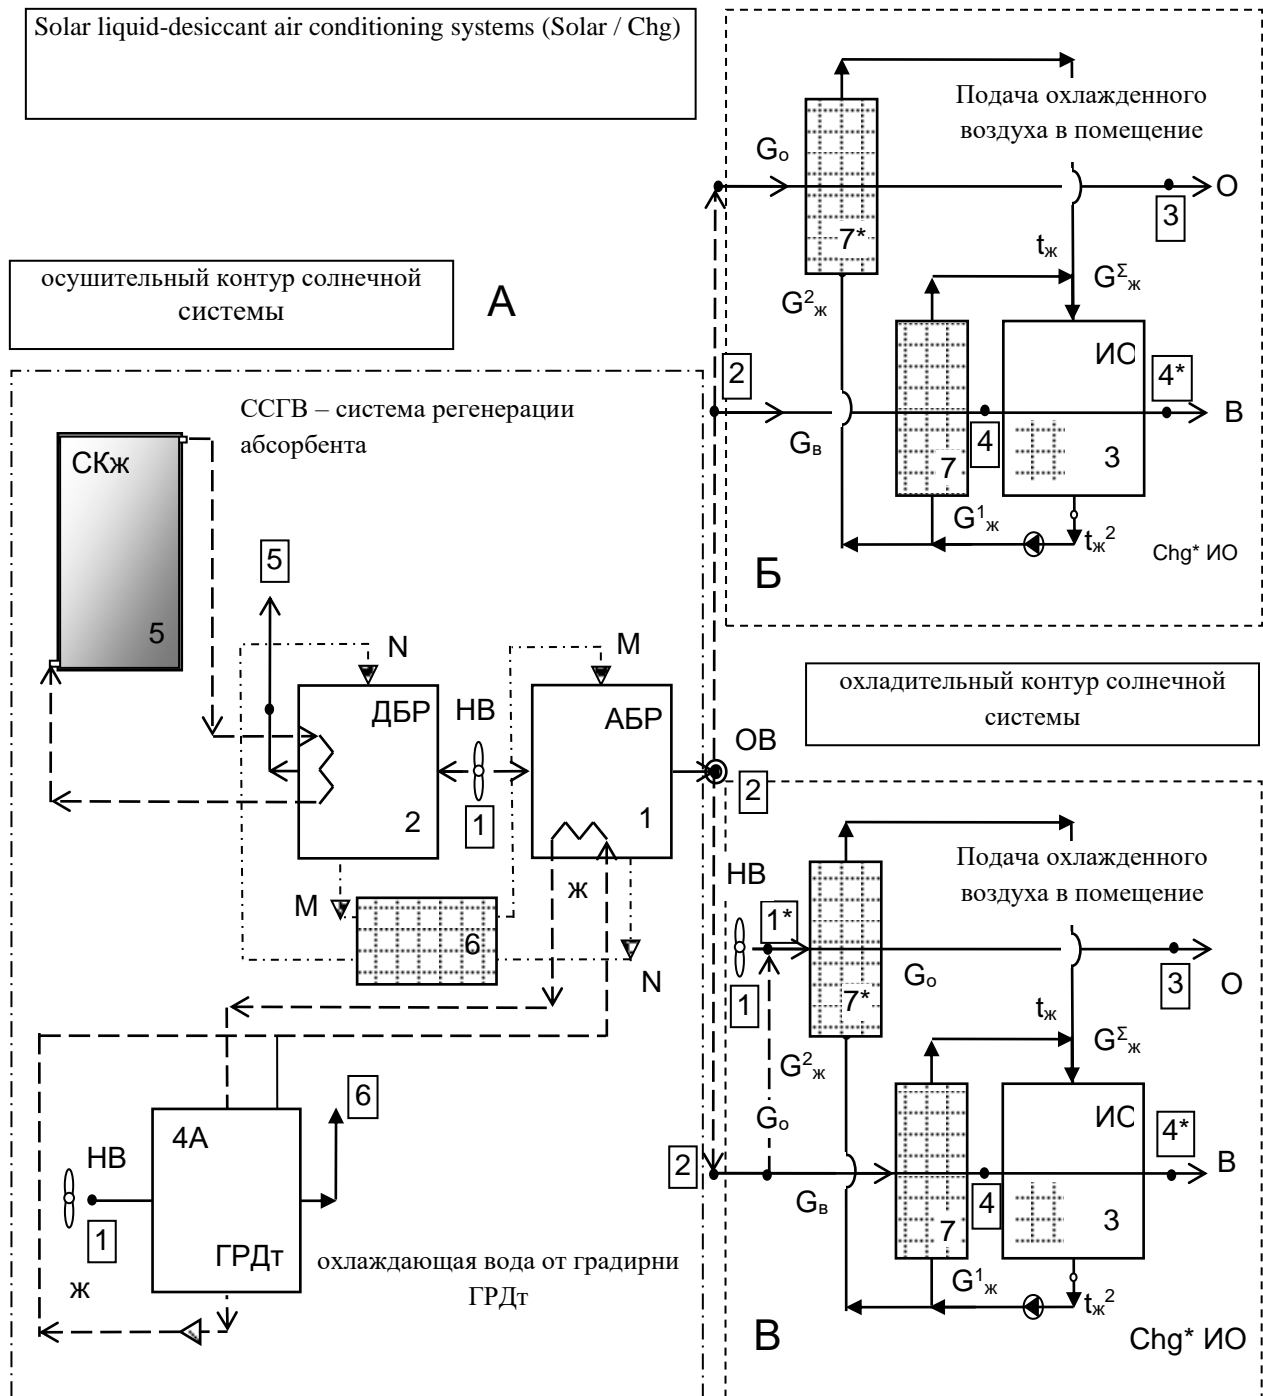 Solar liquid-desiccant air conditioning systems (Solar / Chg)
осушительный контур солнечной
системы
А
ССГВ – система регенерации
абсорбента
СКж
5
5
N
M
ДБР
НВ
АБР
2
1
1
ОВ
2
M
6
ж
N
4А
НВ
1
ГРДт
6
ж
охлаждающая вода от градирни
ГРДт
Подача охлажденного
воздуха в помещение
Gо
7*
О
3
tж
G²ж
GΣж
2
ИО
4*
Gв
4
В
7
3
G¹ж
tж²
Chg* ИО
Б
охладительный контур солнечной
системы
Подача охлажденного
воздуха в помещение
НВ
1*
1
7*
Gо
3
О
tж
G²ж
GΣж
Gо
2
ИО
4*
Gв
4
В
7
3
G¹ж
tж²
В
Chg* ИО